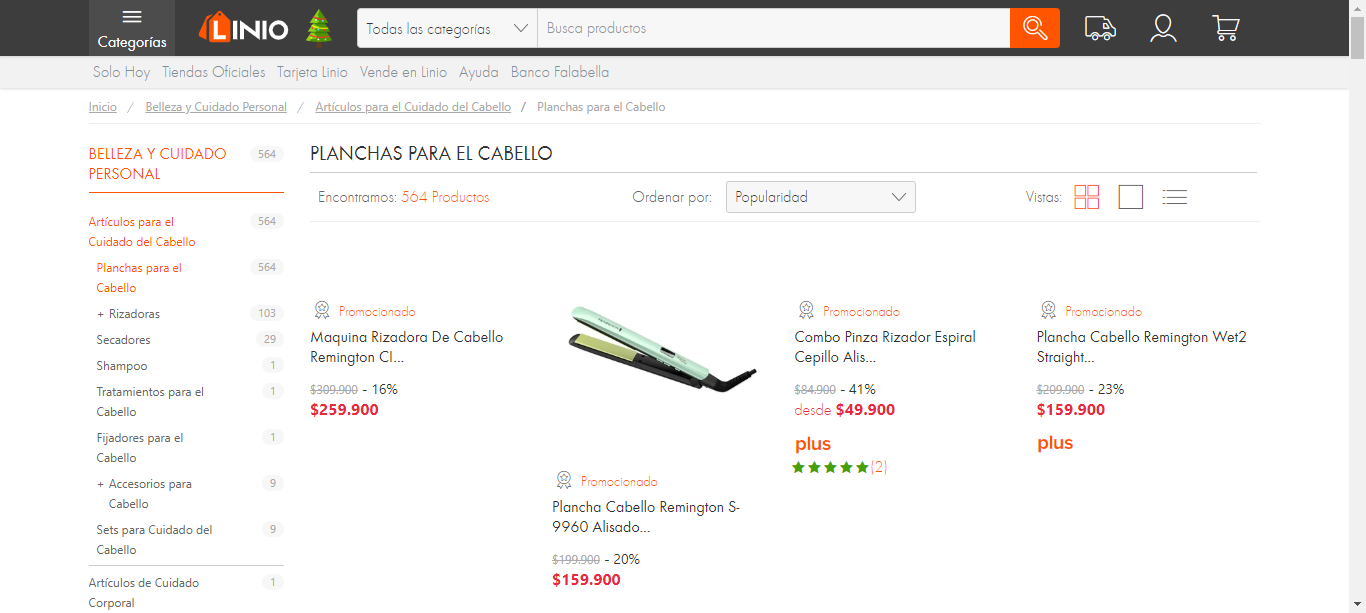 Categorías
LINIO
Todas las categorías
Busca productos
Solo Hoy Tiendas Oficiales Tarjeta Linio Vende en Linio Ayuda Banco Falabella
Inicio / Belleza y Cuidado Personal / Artículos para el Cuidado del Cabello / Planchas para el Cabello
BELLEZA Y CUIDADO 564
PERSONAL
Artículos para el 564
Cuidado del Cabello
Planchas para el 564
Cabello
+ Rizadoras 103
Secadores 29
Shampoo 1
Tratamientos para el 1
Cabello
Fijadores para el 1
Cabello
+ Accesorios para 9
Cabello
Sets para Cuidado del 9
Cabello
Artículos de Cuidado 1
Corporal
PLANCHAS PARA EL CABELLO
Encontramos: 564 Productos
Ordenar por: Popularidad
Vistas:
Promocionado
Maquina Rizadora De Cabello
Remington CI...
$309.900 - 16%
$259.900
Promocionado
Plancha Cabello Remington S-
9960 Alisado...
$199.900 - 20%
$159.900
Promocionado
Combo Pinza Rizador Espiral
Cepillo Alis...
$84.900 - 41%
desde $49.900
plus
(2)
Promocionado
Plancha Cabello Remington Wet2
Straight...
$209.900 - 23%
$159.900
plus